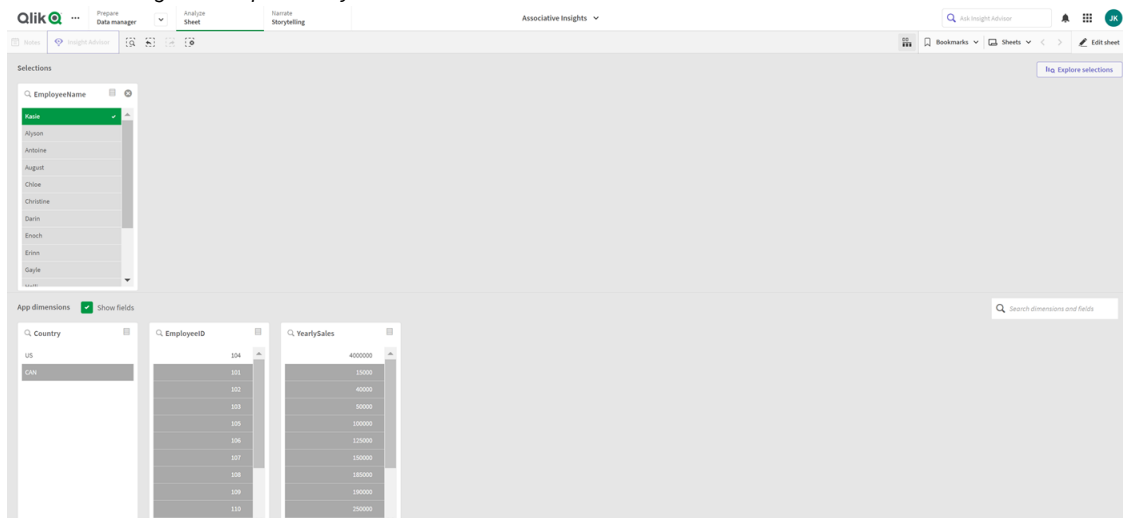 Qlik
Prepare
Data manager
Analyze
Sheet
Narrate
Storytelling
Associative Insights
Ask Insight Advisor
JK
Notes
Insight Advisor
Bookmarks
Sheets
Edit sheet
Selections
Explore selections
EmployeeName
Kasie
Alyson
Antoine
August
Chloe
Christine
Darin
Enoch
Erinn
Gayle
App dimensions
Show fields
Search dimensions and fields
Country
US
CAN
EmployeeID
104
101
102
103
105
106
107
108
109
110
YearlySales
4000000
15000
40000
50000
100000
125000
150000
185000
190000
250000